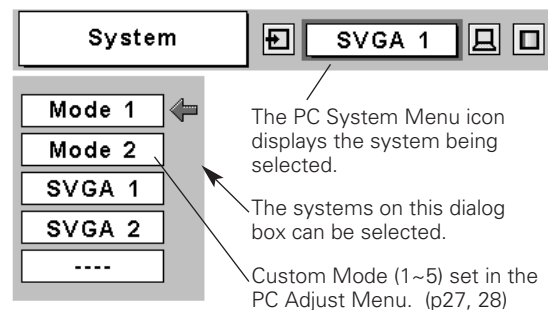 System
SVGA 1
Mode 1
Mode 2
SVGA 1
SVGA 2
----
The PC System Menu icon
displays the system being
selected.
The systems on this dialog
box can be selected.
Custom Mode (1~5) set in the
PC Adjust Menu. (p27, 28)